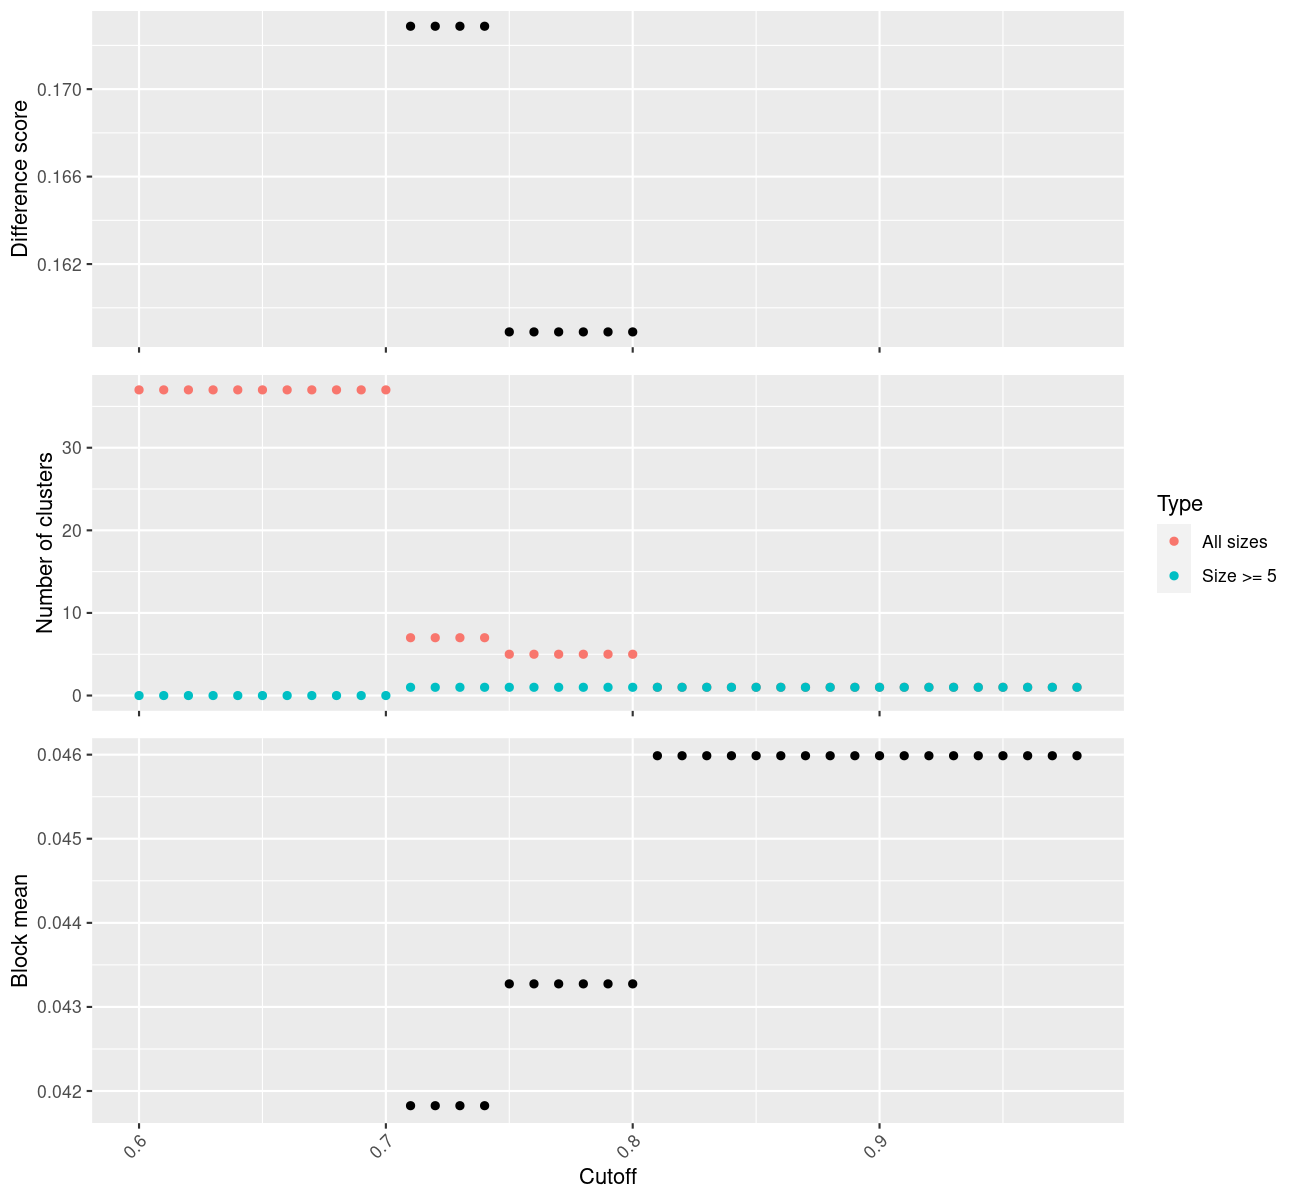 Difference score
0.170
0.166
0.162
Number of clusters
30
20
10
0
Type
All sizes
Size >= 5
Block mean
0.046
0.045
0.044
0.043
0.042
0.6
0.7
0.8
0.9
Cutoff